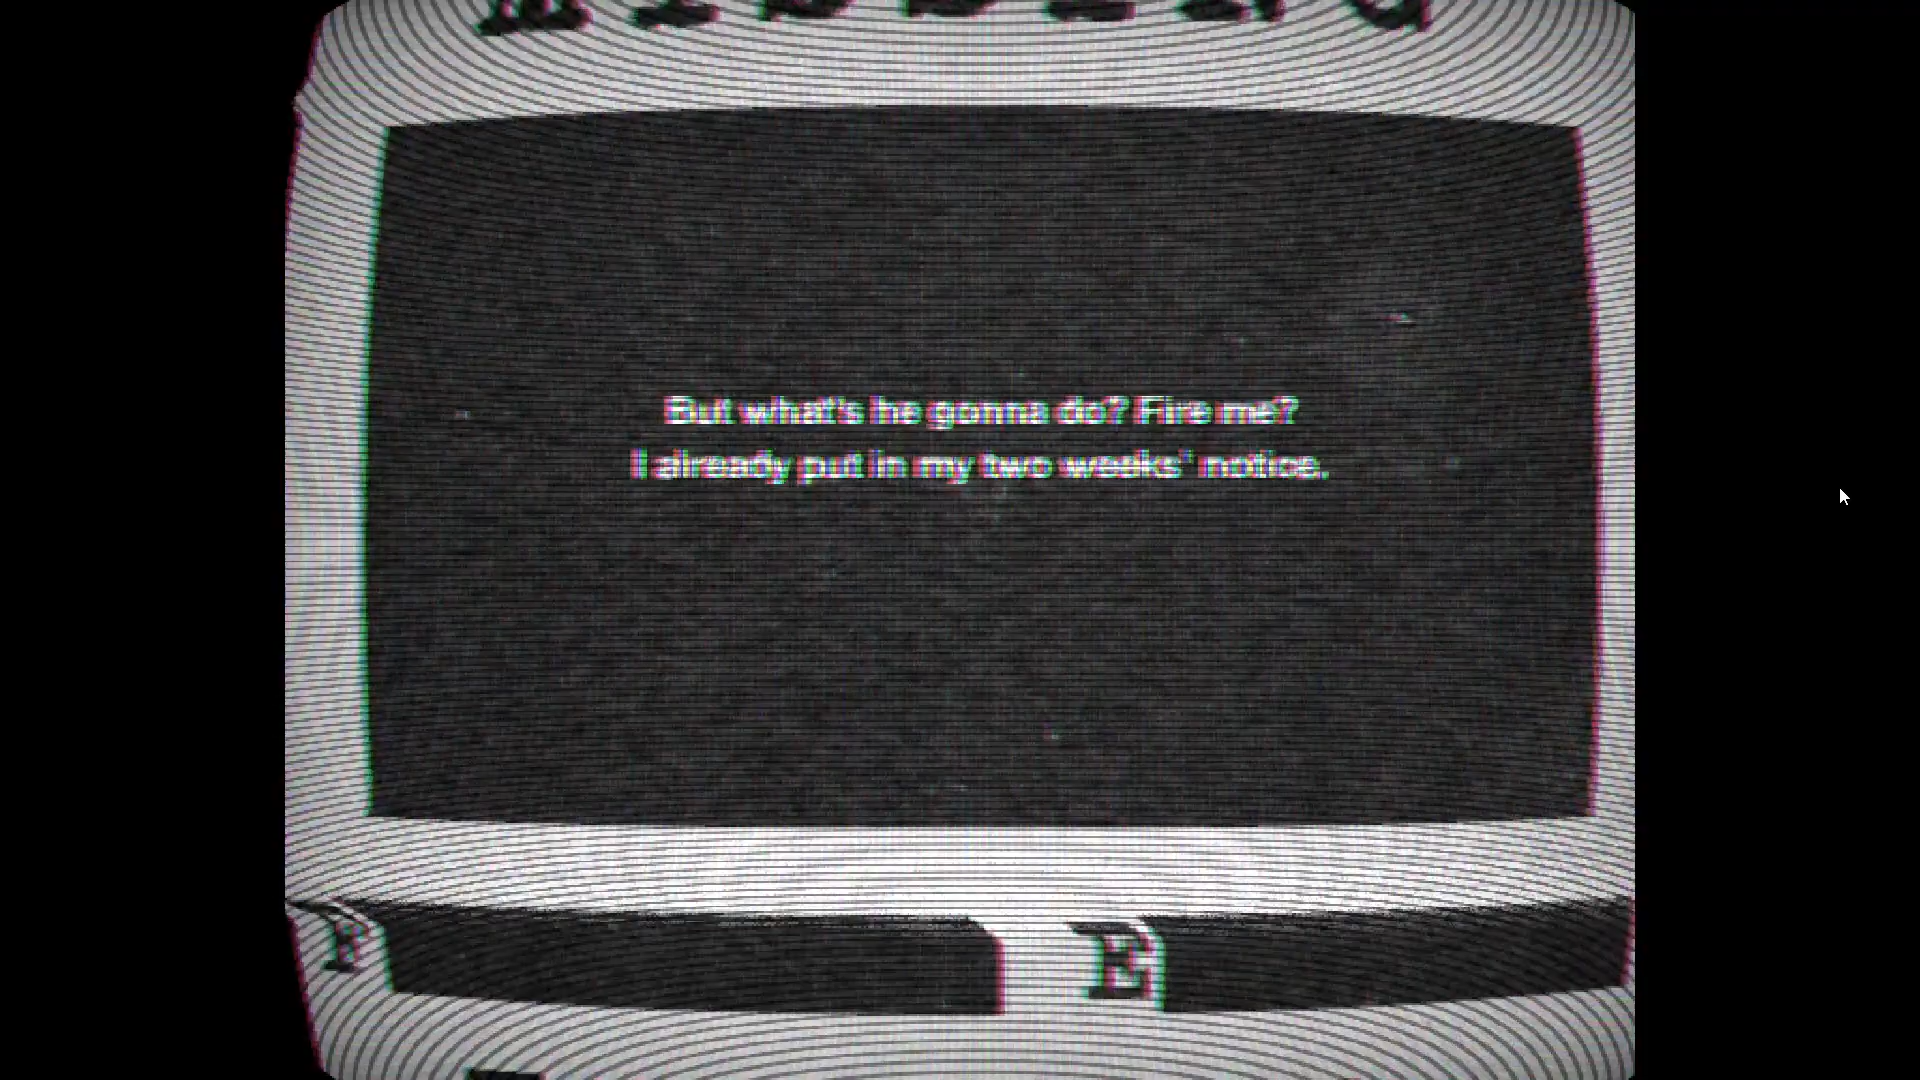 But what's he gonna do? Fire me?
I already put in my two weeks' notice.
F
E